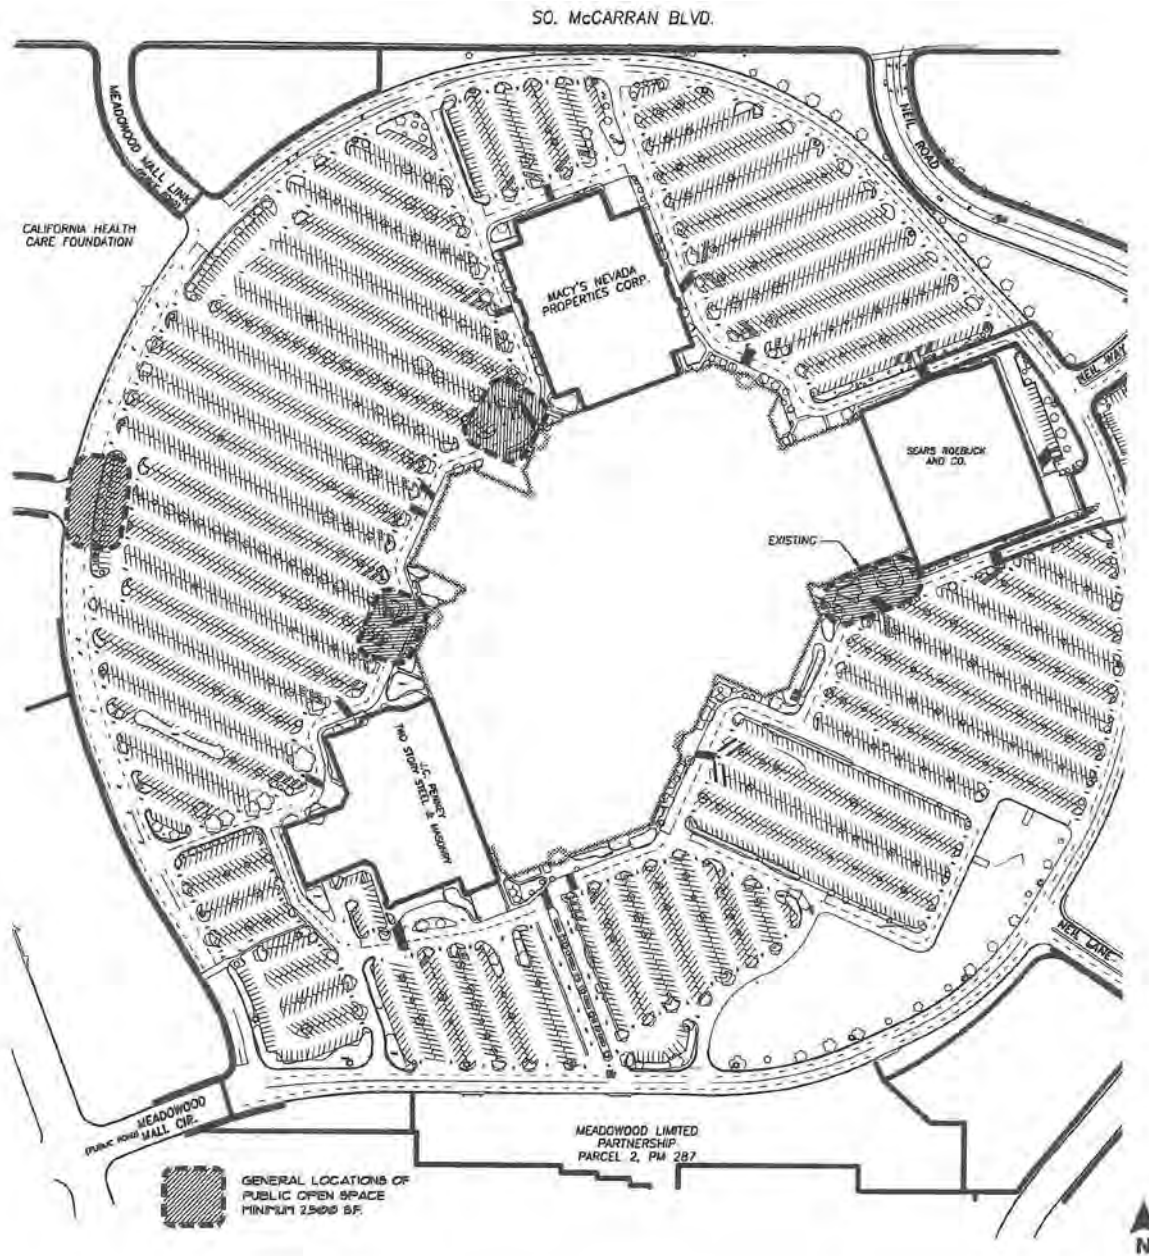 SO. McCARRAN BLVD.
MEADOWOOD MALL LINK
NEIL ROAD
CALIFORNIA HEALTH
CARE FOUNDATION
MACY'S NEVADA
PROPERTIES CORP.
NEIL WAY
SEARS ROEBUCK
AND CO.
EXISTING
J.C. PENNEY
TWO STORY STEEL & MASONRY
NEIL LANE
MEADOWOOD
MALL CIR.
(PUBLIC ROAD)
MEADOWOOD LIMITED
PARTNERSHIP
PARCEL 2, PM 287
GENERAL LOCATIONS OF
PUBLIC OPEN SPACE
MINIMUM 2,500 SF.
N